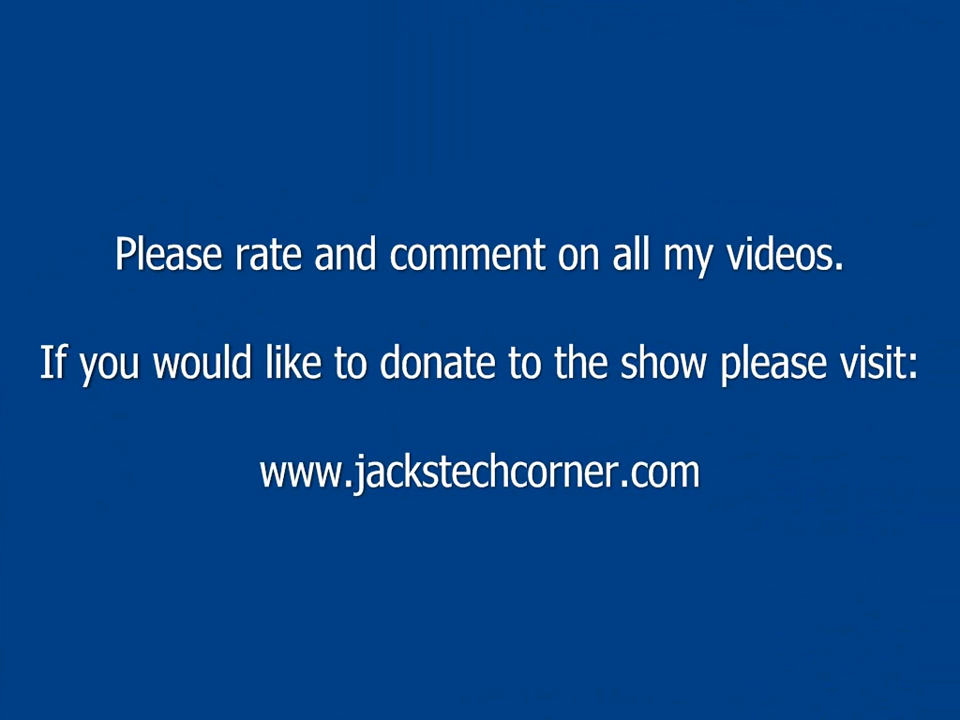 Please rate and comment on all my videos.
If you would like to donate to the show please visit:
www.jackstechcorner.com